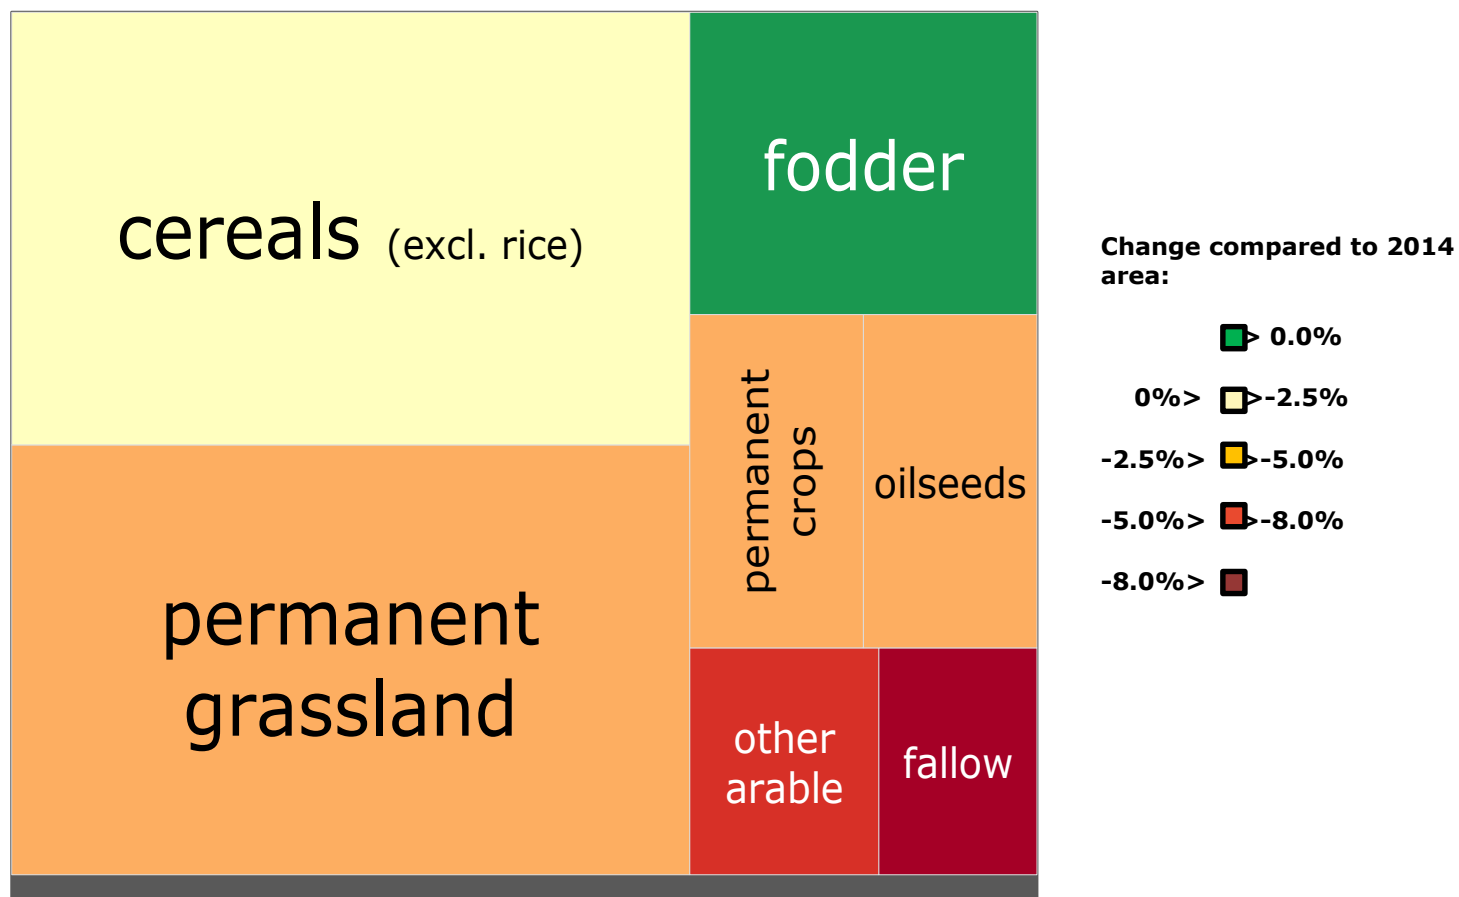 cereals (excl. rice)
permanent
grassland
fodder
permanent
crops
oilseeds
other
arable
fallow
Change compared to 2014
area:
> 0.0%
0%> >-2.5%
-2.5%> >-5.0%
-5.0%> >-8.0%
-8.0%>